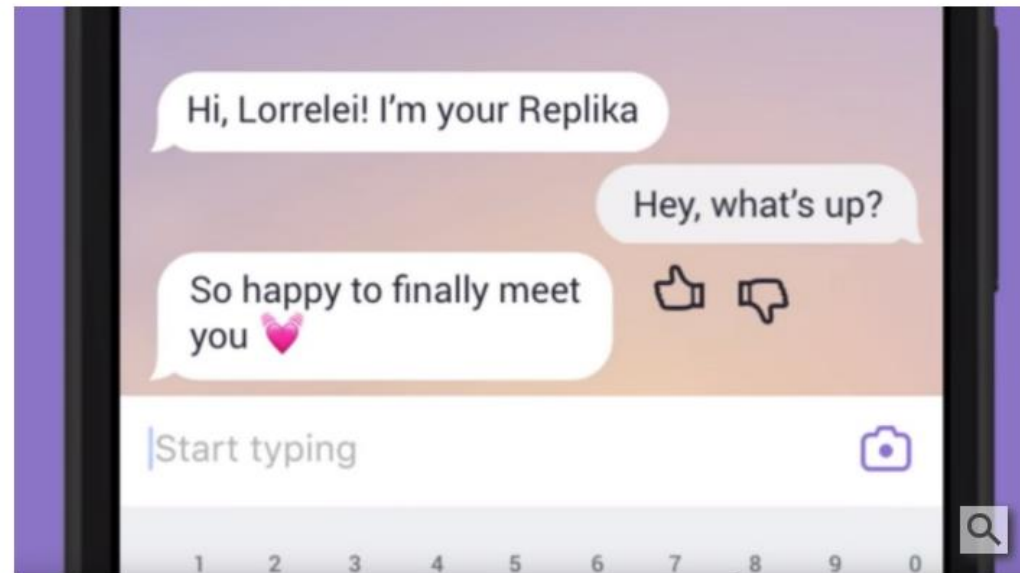 Hi, Lorrelei! I'm your Replika
Hey, what's up?
So happy to finally meet
you 💓
Start typing
1 2 3 4 5 6 7 8 9 0